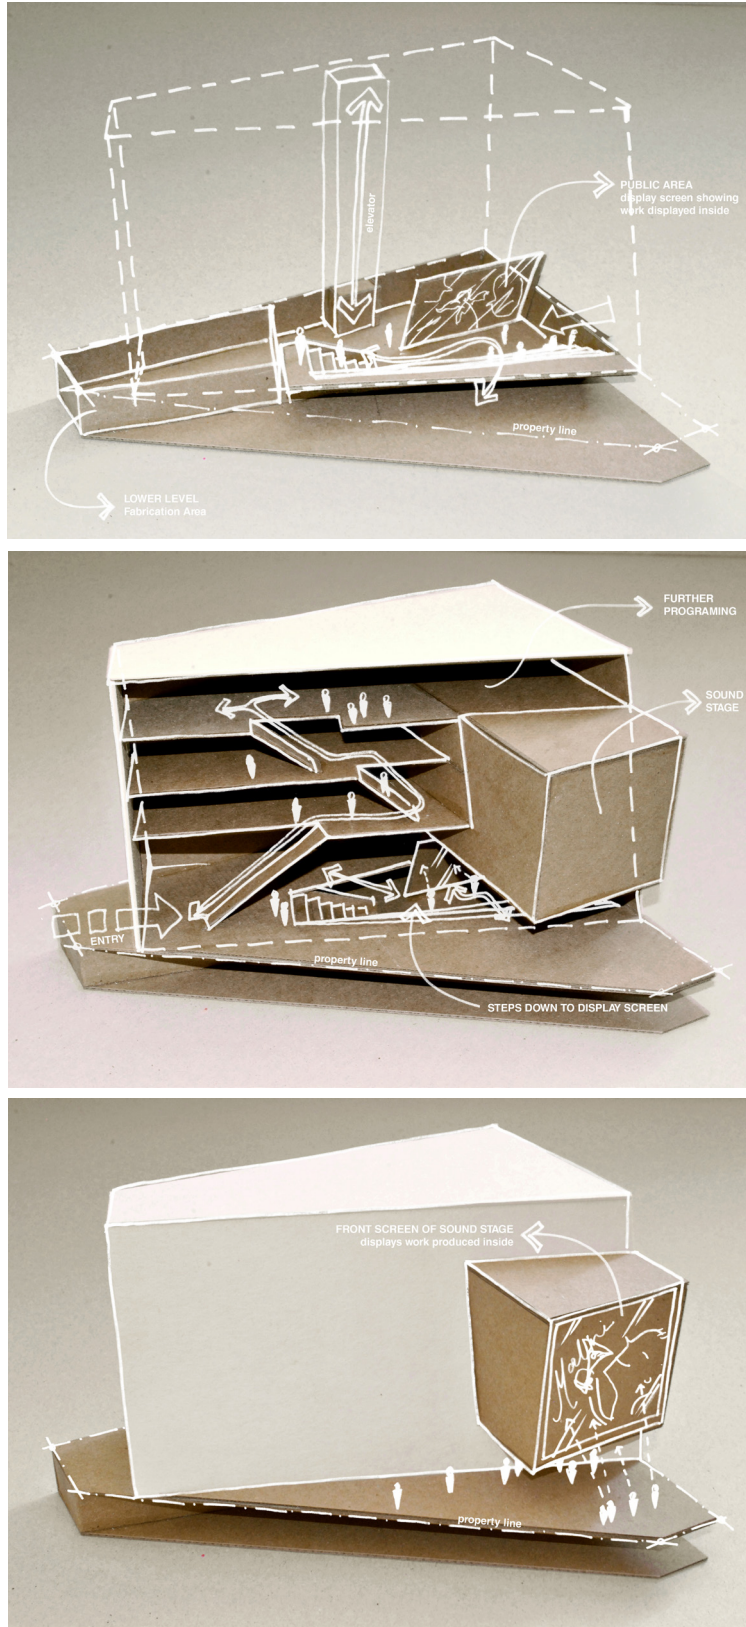 elevator
PUBLIC AREA
display screen showing
work displayed inside
property line
LOWER LEVEL
Fabrication Area
FURTHER
PROGRAMING
SOUND
STAGE
ENTRY
property line
STEPS DOWN TO DISPLAY SCREEN
FRONT SCREEN OF SOUND STAGE
displays work produced inside
property line